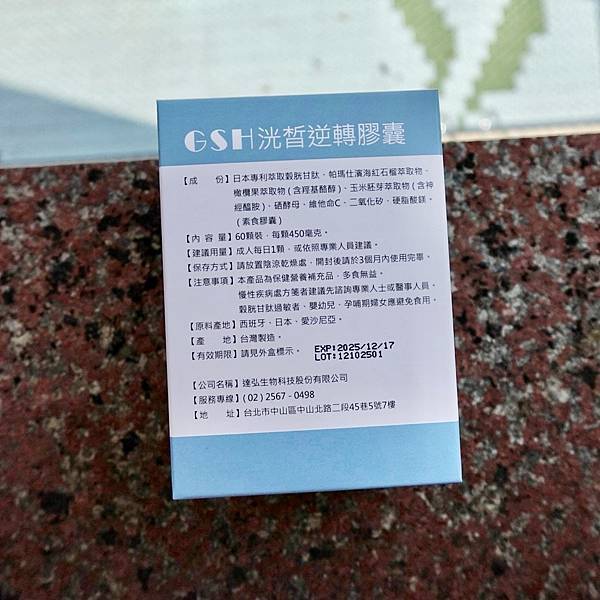 GSH洸皙逆轉膠囊
【成 份】日本專利萃取穀胱甘肽、帕瑪仕濱海紅石榴萃取物、
橄欖果萃取物(含羥基酪醇)、玉米胚芽萃取物(含神
經醯胺)、硒酵母、維他命C、二氧化矽、硬脂酸鎂。
(素食膠囊)
【內 容 量】60顆裝，每顆450毫克。
【建議用量】成人每日1顆，或依照專業人員建議。
【保存方式】請放置陰涼乾燥處，開封後請於3個月內使用完畢。
【注意事項】本產品為保健營養補充品，多食無益。
慢性疾病處方箋者建議先諮詢專業人士或醫事人員。
穀胱甘肽過敏者、嬰幼兒，孕哺期婦女應避免食用。
【原料產地】西班牙、日本、愛沙尼亞。
【產 地】台灣製造。
【有效期限】請見外盒標示。 EXP:2025/12/17
LOT:12102501
【公司名稱】達弘生物科技股份有限公司
【服務專線】(02)2567-0498
【地 址】台北市中山區中山北路二段45巷5號7樓